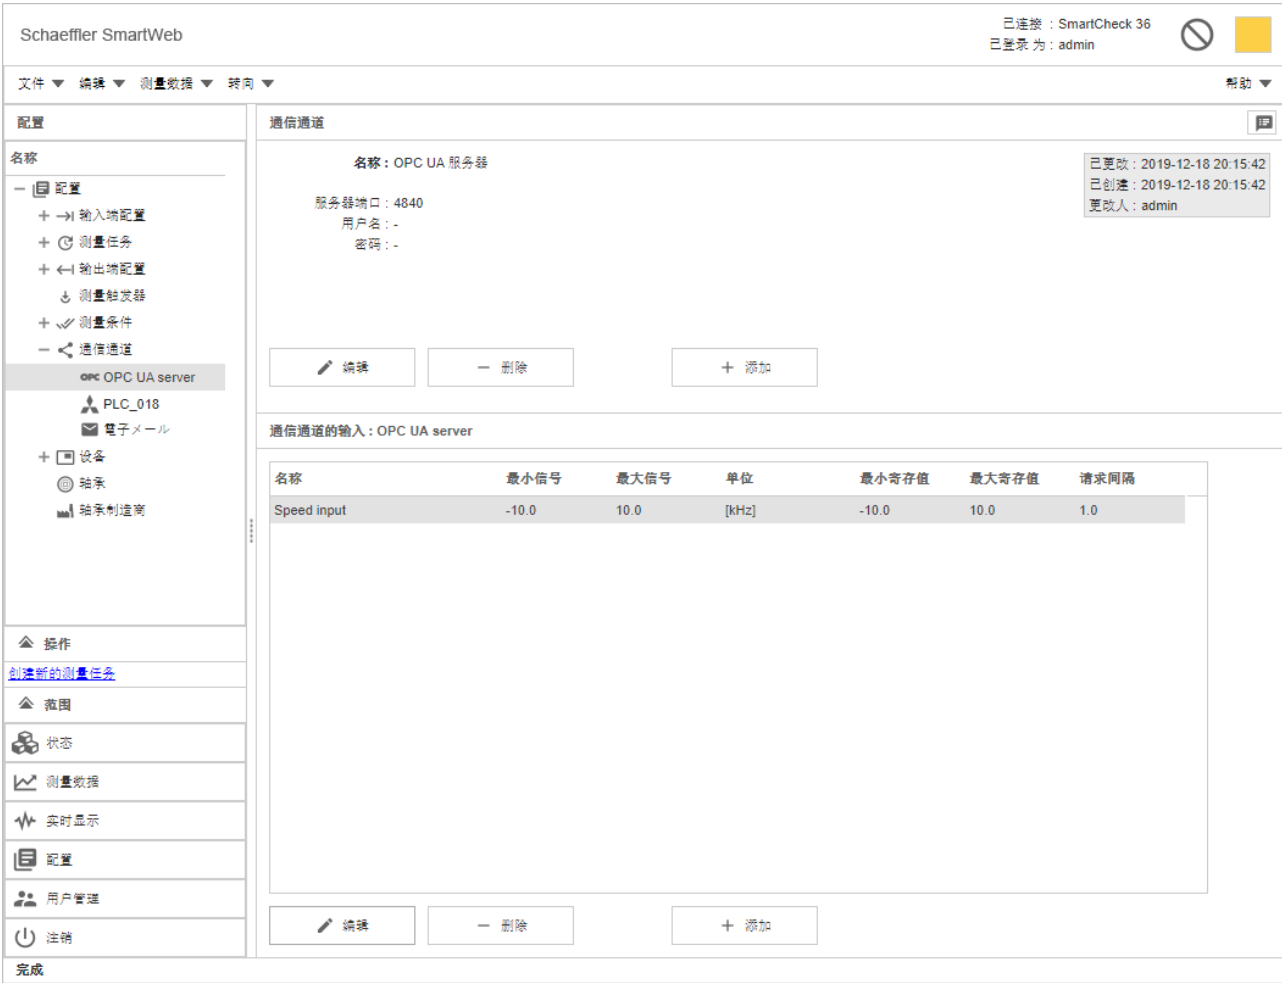 Schaeffler SmartWeb
已连接 : SmartCheck 36
已登录 为 : admin
文件 编辑 测量数据 转向 帮助
配置
名称
配置
输入端配置
测量任务
输出端配置
测量触发器
测量条件
通信通道
OPC OPC UA server
PLC_018
電子メール
设备
轴承
轴承制造商
操作
创建新的测量任务
范围
状态
测量数据
实时显示
配置
用户管理
注销
完成
通信通道
名称 : OPC UA 服务器
服务器端口 : 4840
用户名 : -
密码 : -
已更改 : 2019-12-18 20:15:42
已创建 : 2019-12-18 20:15:42
更改人 : admin
编辑 删除 添加
通信通道的输入 : OPC UA server
名称 最小信号 最大信号 单位 最小寄存值 最大寄存值 请求间隔
Speed input -10.0 10.0 [kHz] -10.0 10.0 1.0
编辑 删除 添加